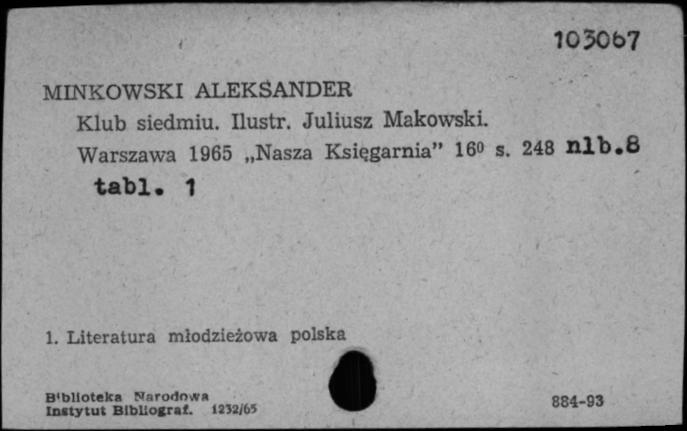 103067
MINKOWSKI ALEKSANDER
Klub siedmiu. Ilustr. Juliusz Makowski.
Warszawa 1965 „Nasza Księgarnia” 16⁰ s. 248 nlb.8
tabl. 1
1. Literatura młodzieżowa polska
Biblioteka Narodowa
Instytut Bibliograf. 1232/65
884-93